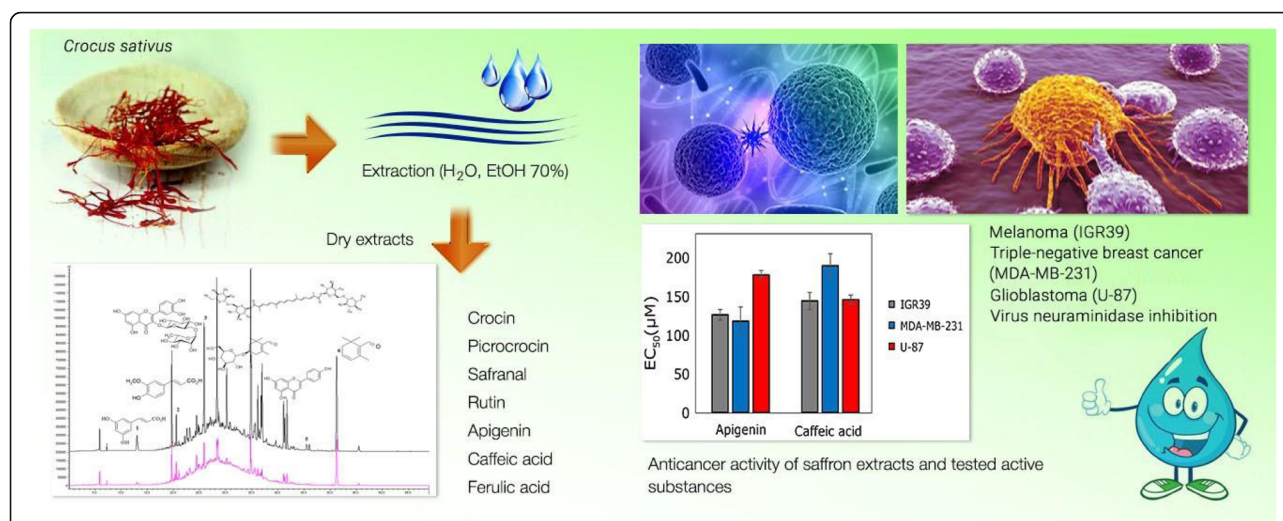 Crocus sativus
Extraction (H₂O, EtOH 70%)
Dry extracts
Crocin
Picrocrocin
Safranal
Rutin
Apigenin
Caffeic acid
Ferulic acid
Melanoma (IGR39)
Triple-negative breast cancer
(MDA-MB-231)
Glioblastoma (U-87)
Virus neuraminidase inhibition
EC₅₀(µM)
200
150
100
50
0
Apigenin
Caffeic acid
IGR39
MDA-MB-231
U-87
Anticancer activity of saffron extracts and tested active
substances